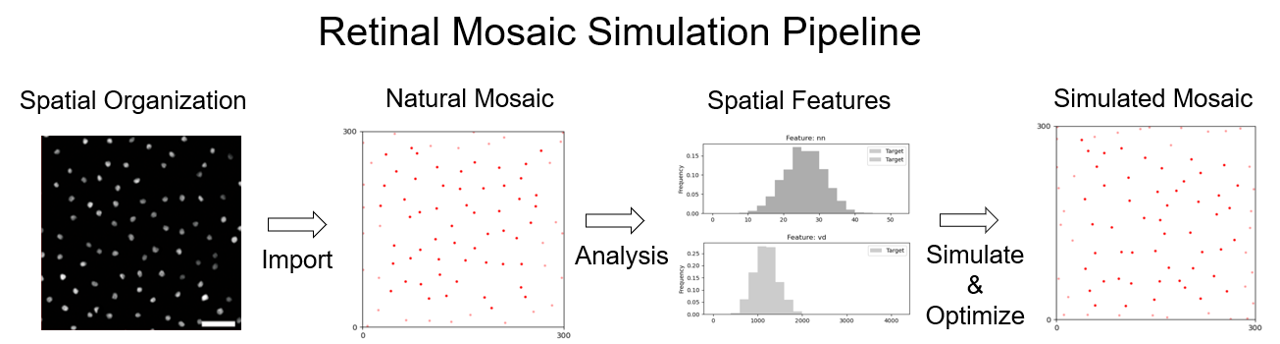 Retinal Mosaic Simulation Pipeline
Spatial Organization
Natural Mosaic
Spatial Features
Simulated Mosaic
Import
Analysis
Simulate
&
Optimize
300
0
0
300
Feature: nn
Target
Target
Frequency
0.15
0.10
0.05
0.00
0 10 20 30 40 50
Feature: vd
Target
Frequency
0.25
0.20
0.15
0.10
0.05
0.00
0 1000 2000 3000 4000
300
0
0
300